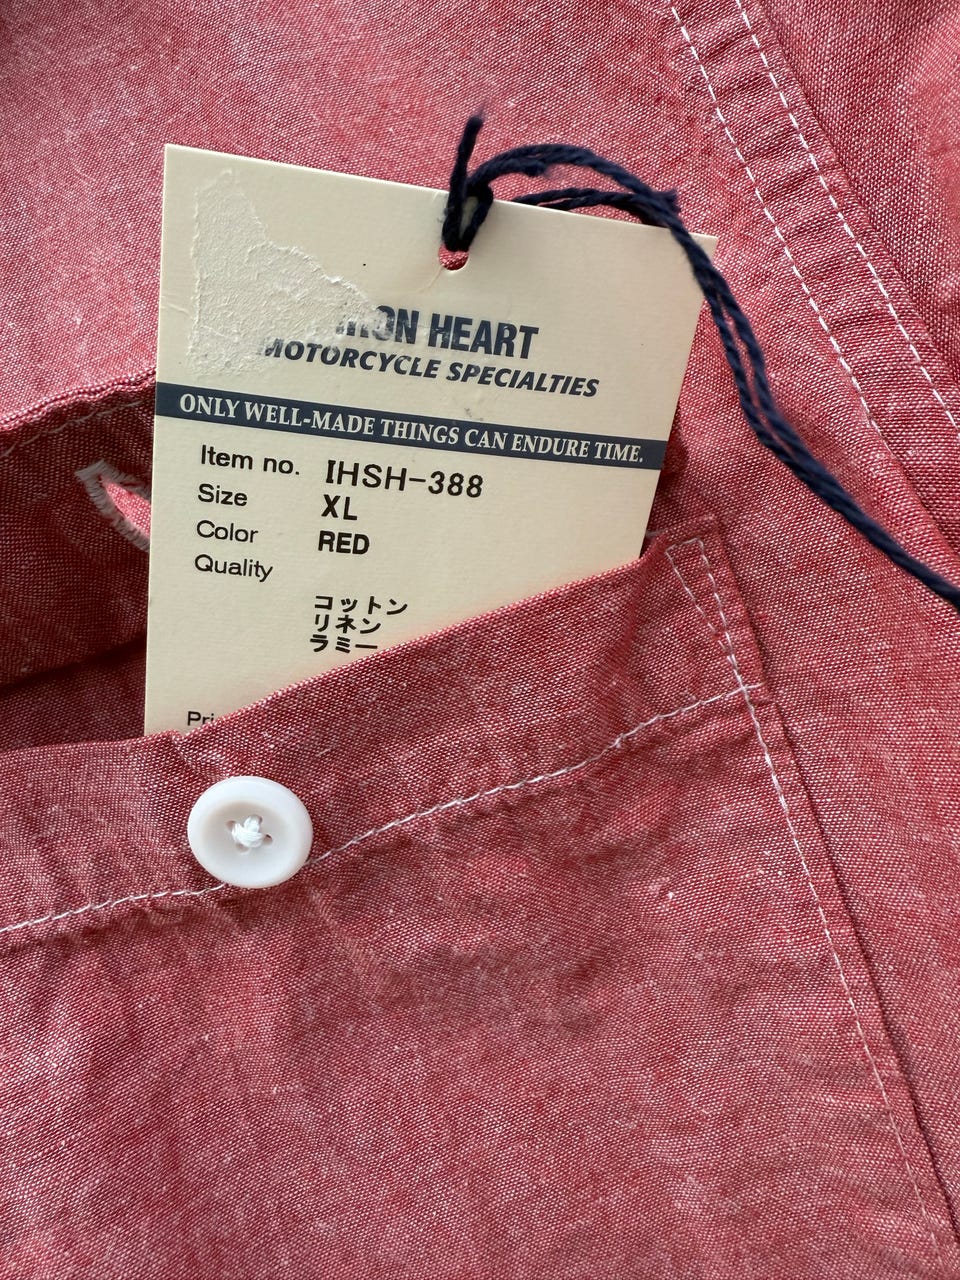 IRON HEART
MOTORCYCLE SPECIALTIES
ONLY WELL-MADE THINGS CAN ENDURE TIME.
Item no. IHSH-388
Size XL
Color RED
Quality
コットン
リネン
ラミー